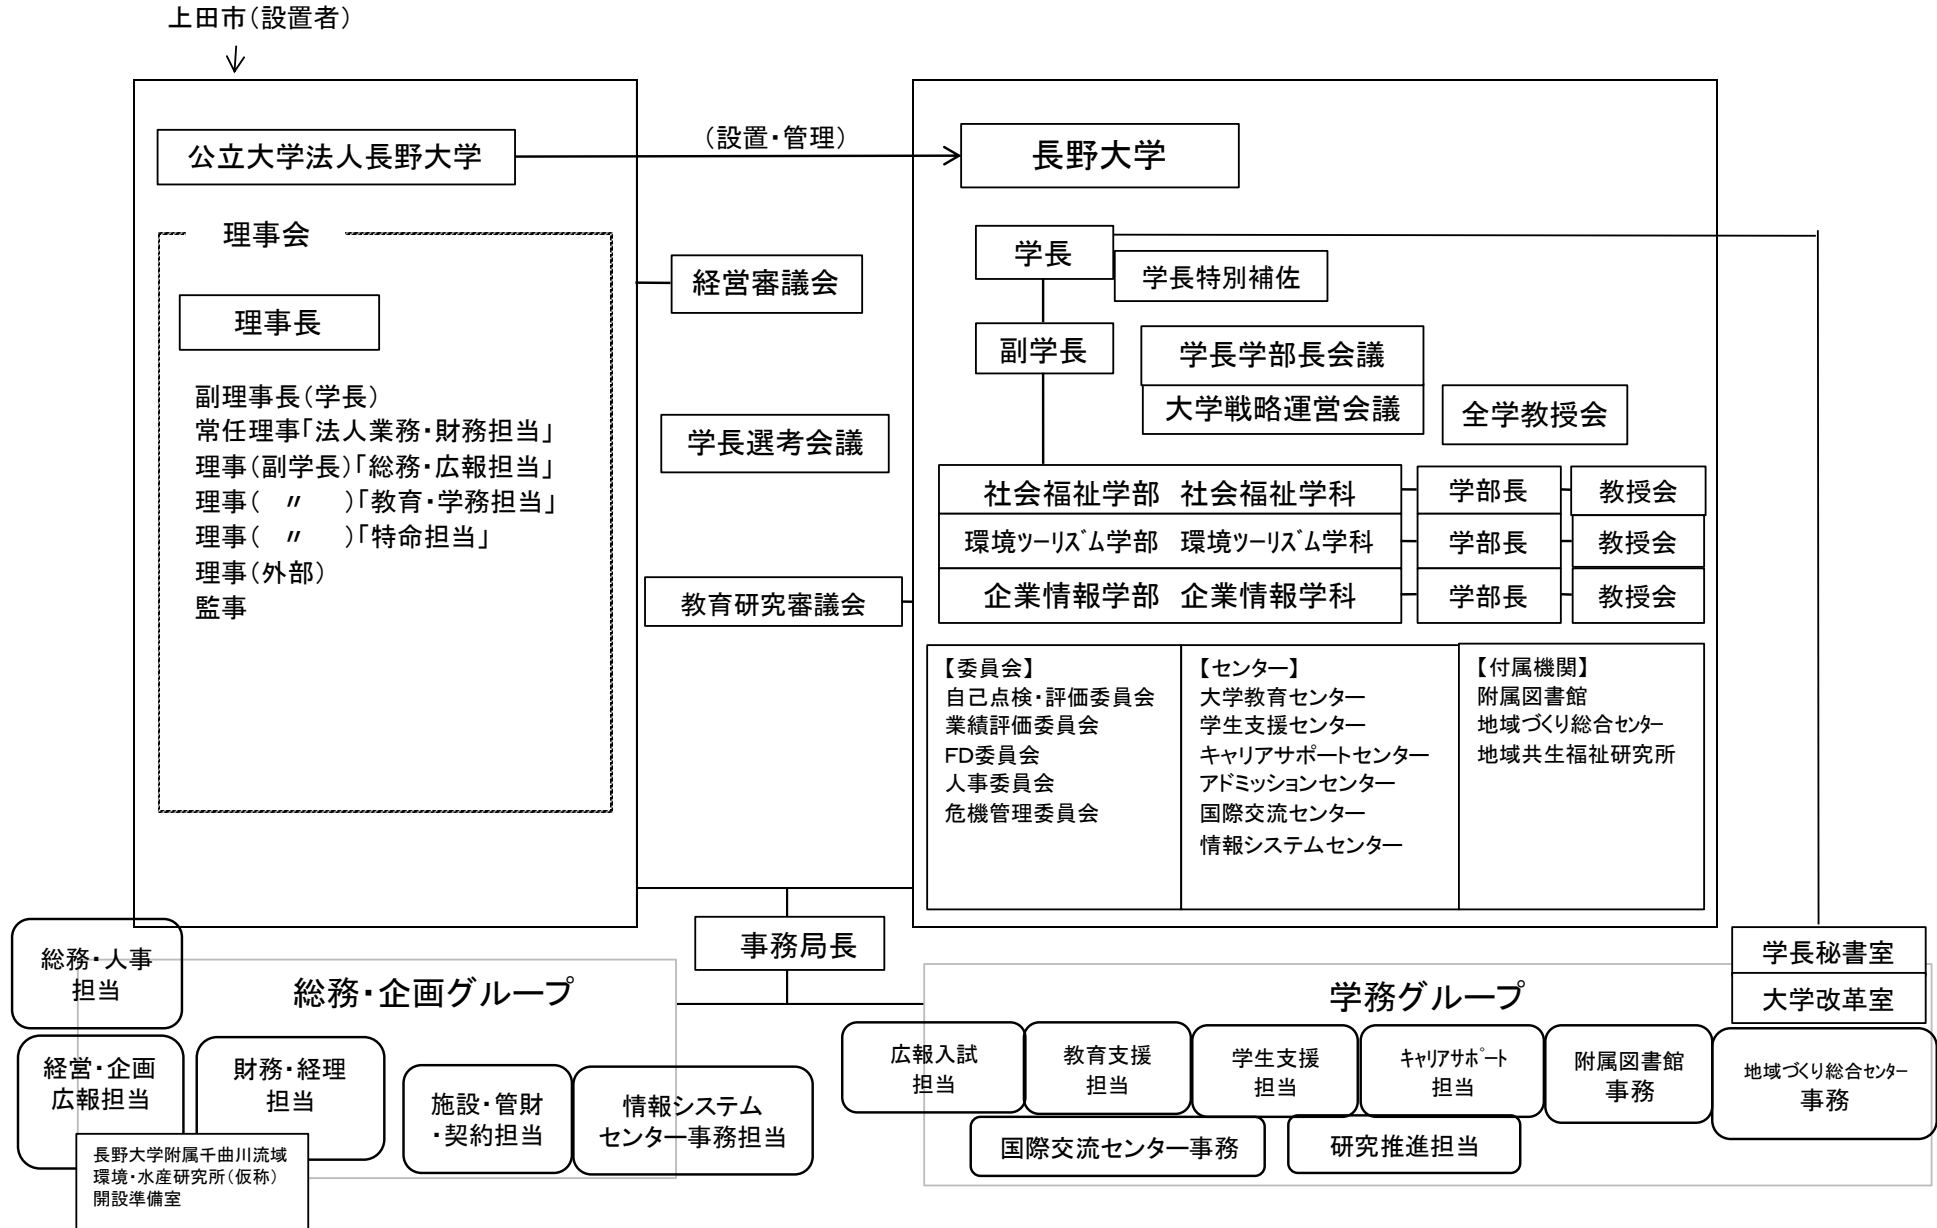 上田市(設置者)
公立大学法人長野大学
(設置・管理)
長野大学
理事会
理事長
副理事長(学長)
常任理事「法人業務・財務担当」
理事(副学長)「総務・広報担当」
理事( 〃 )「教育・学務担当」
理事( 〃 )「特命担当」
理事(外部)
監事
経営審議会
学長選考会議
教育研究審議会
学長
学長特別補佐
副学長
学長学部長会議
大学戦略運営会議
全学教授会
社会福祉学部 社会福祉学科
学部長
教授会
環境ツーリズム学部 環境ツーリズム学科
学部長
教授会
企業情報学部 企業情報学科
学部長
教授会
【委員会】
自己点検・評価委員会
業績評価委員会
FD委員会
人事委員会
危機管理委員会
【センター】
大学教育センター
学生支援センター
キャリアサポートセンター
アドミッションセンター
国際交流センター
情報システムセンター
【付属機関】
附属図書館
地域づくり総合センター
地域共生福祉研究所
事務局長
学長秘書室
大学改革室
総務・企画グループ
総務・人事
担当
経営・企画
広報担当
財務・経理
担当
施設・管財
・契約担当
情報システム
センター事務担当
長野大学附属千曲川流域
環境・水産研究所(仮称)
開設準備室
学務グループ
広報入試
担当
教育支援
担当
学生支援
担当
キャリアサポート
担当
附属図書館
事務
地域づくり総合センター
事務
国際交流センター事務
研究推進担当